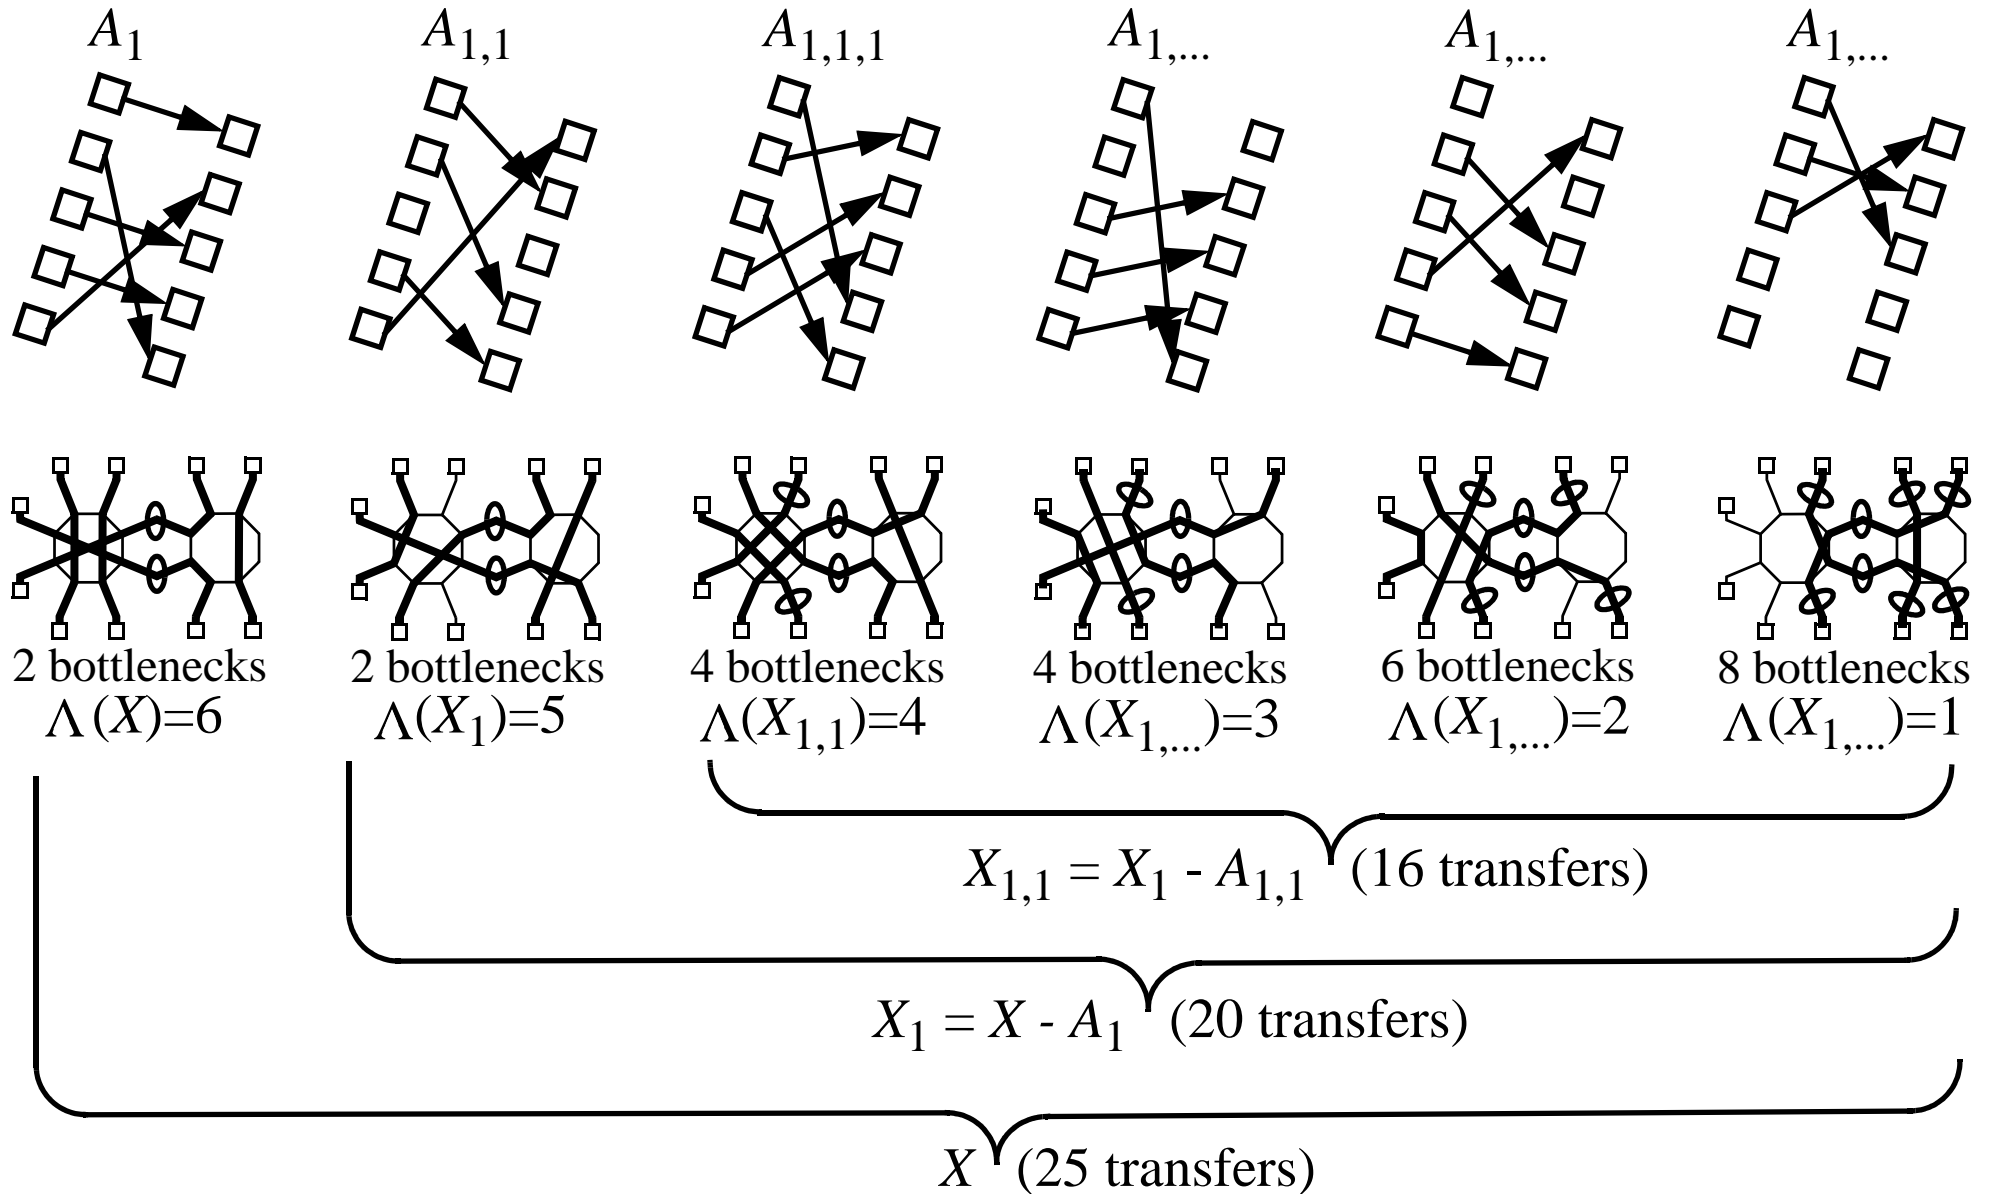 A1 A1,1 A1,1,1 A1,... A1,... A1,...
2 bottlenecks 2 bottlenecks 4 bottlenecks 4 bottlenecks 6 bottlenecks 8 bottlenecks
Λ(X)=6 Λ(X1)=5 Λ(X1,1)=4 Λ(X1,...)=3 Λ(X1,...)=2 Λ(X1,...)=1
X1,1 = X1 - A1,1 (16 transfers)
X1 = X - A1 (20 transfers)
X (25 transfers)